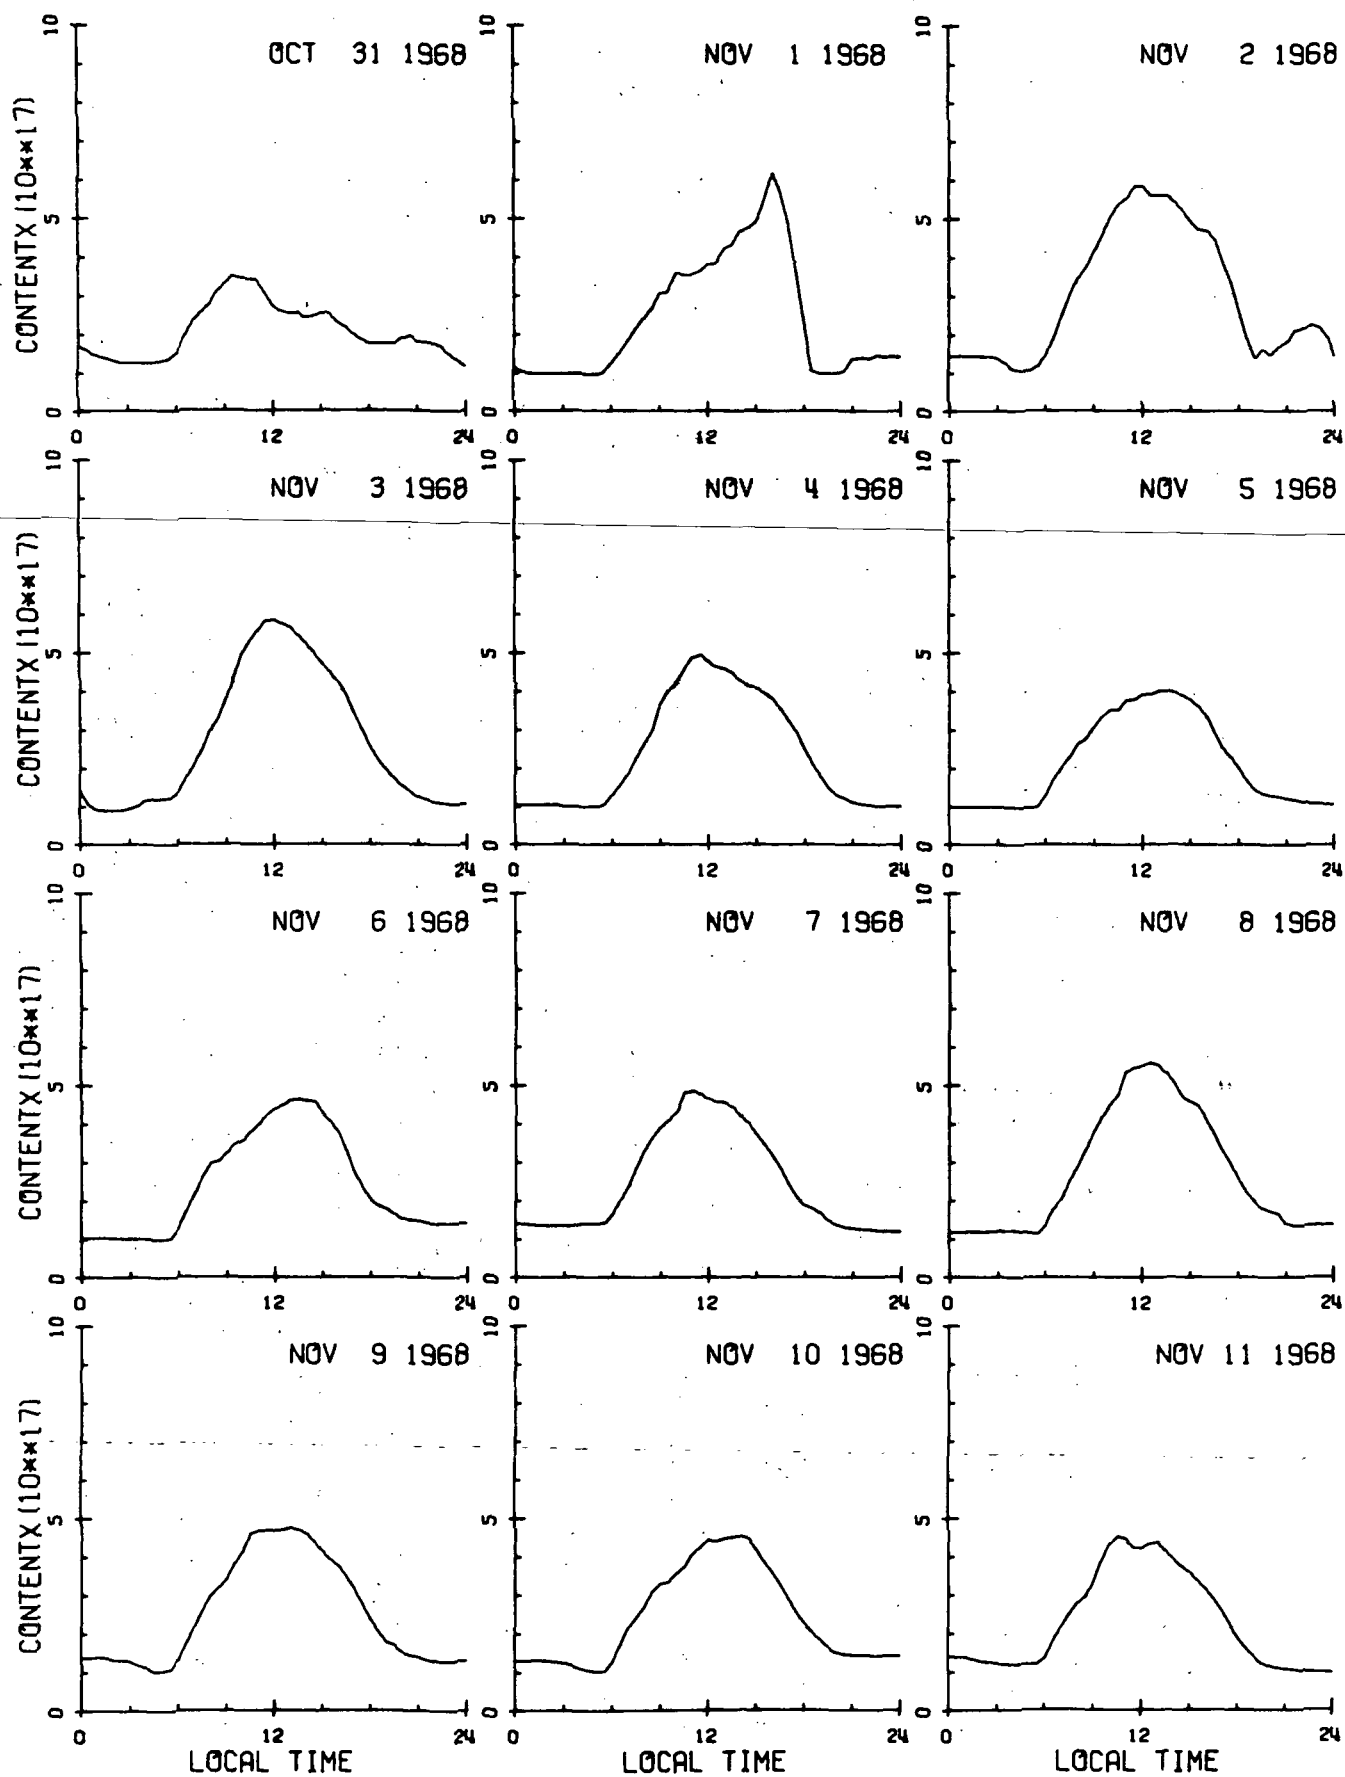 10 10 10
OCT 31 1968 NOV 1 1968 NOV 2 1968
CONTENTX (10**17)
5 5 5
0 0 0
0 12 24 0 12 24 0 12 24
10 10 10
NOV 3 1968 NOV 4 1968 NOV 5 1968
CONTENTX (10**17)
5 5 5
0 0 0
0 12 24 0 12 24 0 12 24
10 10 10
NOV 6 1968 NOV 7 1968 NOV 8 1968
CONTENTX (10**17)
5 5 5
0 0 0
0 12 24 0 12 24 0 12 24
10 10 10
NOV 9 1968 NOV 10 1968 NOV 11 1968
CONTENTX (10**17)
5 5 5
0 0 0
0 12 24 0 12 24 0 12 24
LOCAL TIME LOCAL TIME LOCAL TIME